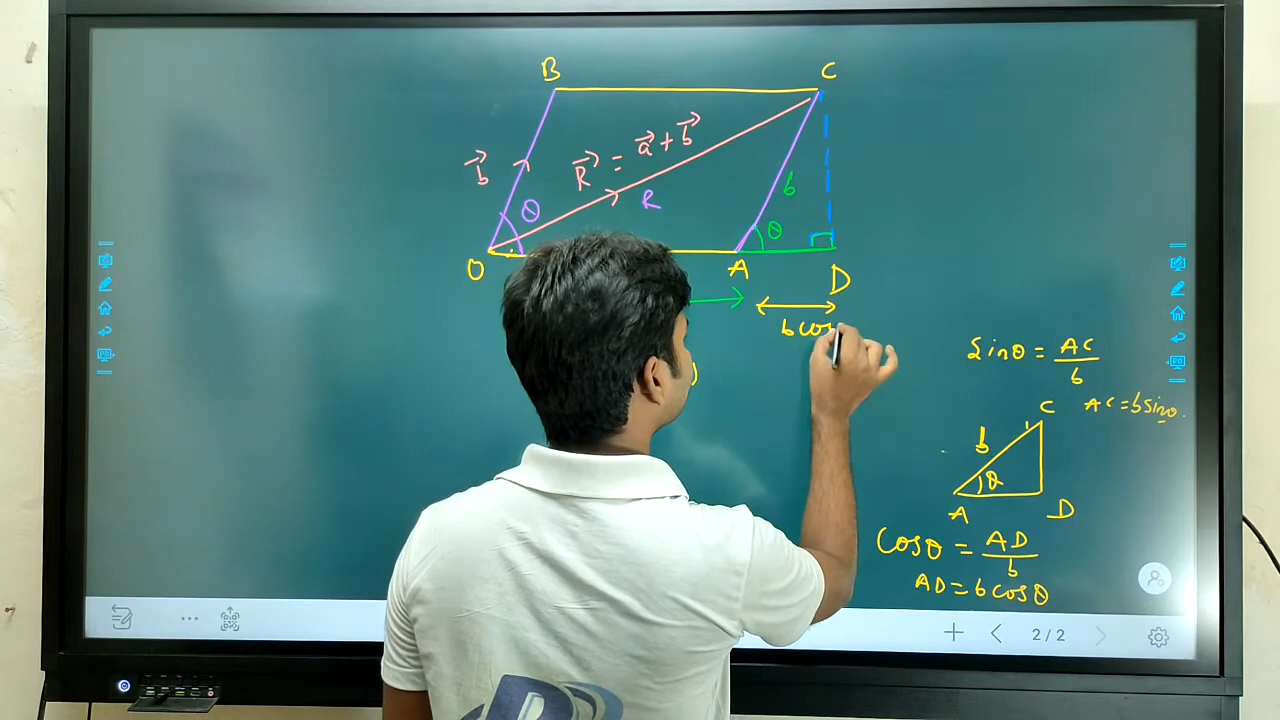 B C
b⃗ R⃗ = a⃗ + b⃗
θ R b θ
O A D
b cos
Sinθ = AC/b
AC = b sinθ.
C
b
θ
A D
Cosθ = AD/b
AD = b cosθ
2/2